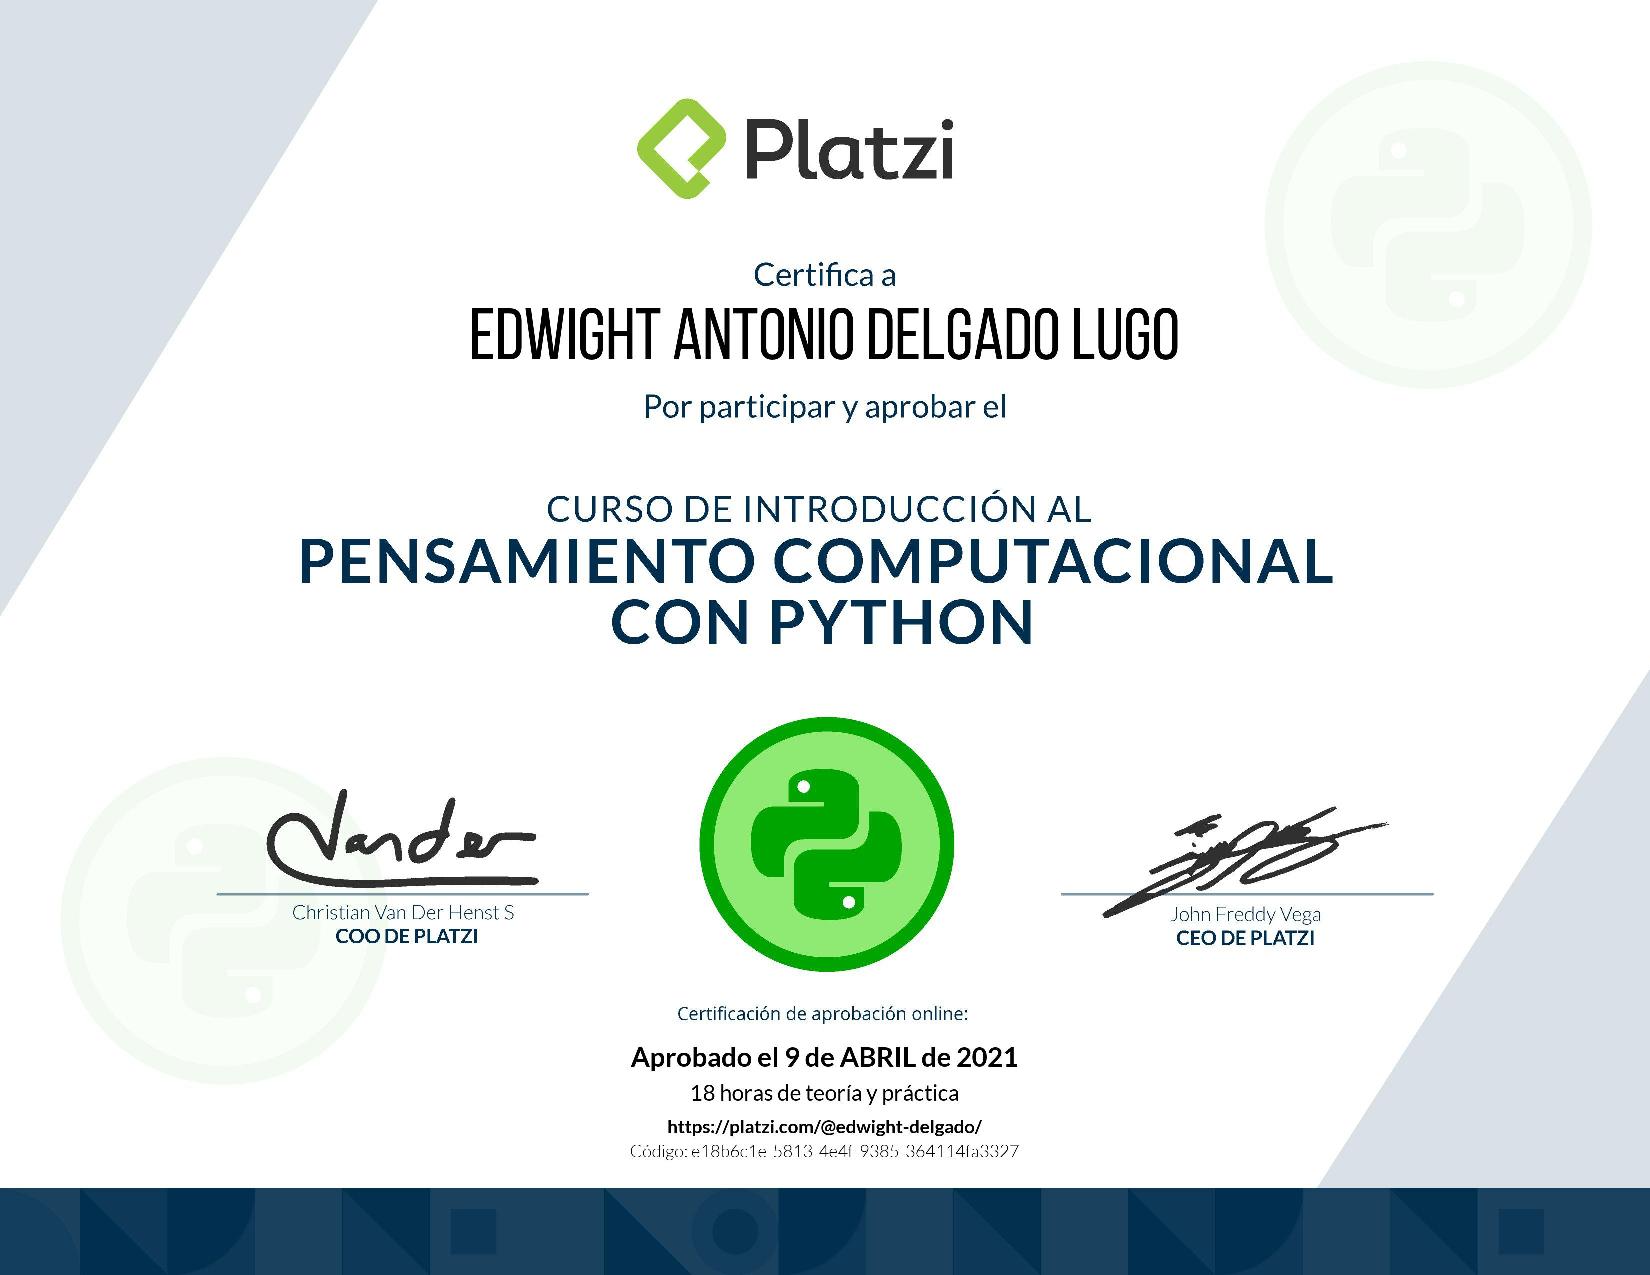 Platzi
Certifica a
EDWIGHT ANTONIO DELGADO LUGO
Por participar y aprobar el
CURSO DE INTRODUCCIÓN AL
PENSAMIENTO COMPUTACIONAL
CON PYTHON
Vander
Christian Van Der Henst S
COO DE PLATZI
John Freddy Vega
CEO DE PLATZI
Certificación de aprobación online:
Aprobado el 9 de ABRIL de 2021
18 horas de teoría y práctica
https://platzi.com/@edwight-delgado/
Código: e18b6c1e-5813-4e4f-9385-364114fa3327